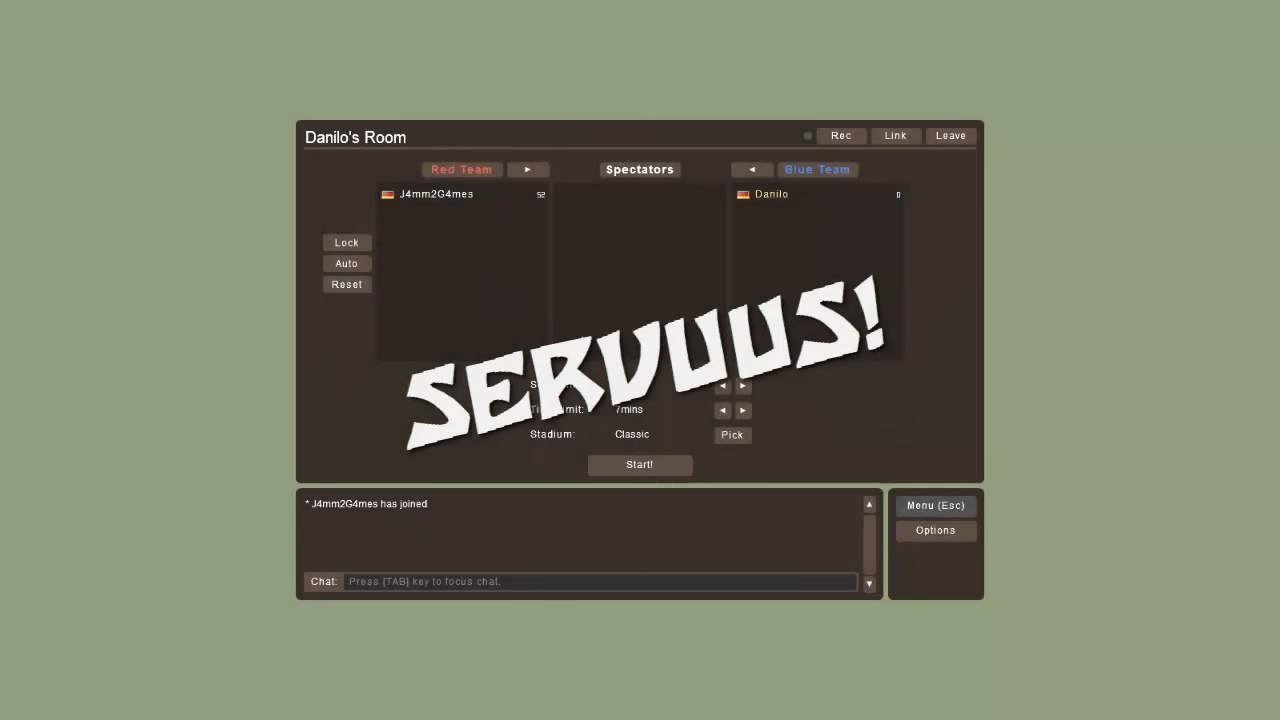 Danilo's Room
Rec Link Leave
Red Team Spectators Blue Team
J4mm2G4mes 52 Danilo 0
Lock
Auto
Reset
SERVUUS!
7mins
Stadium: Classic Pick
Start!
* J4mm2G4mes has joined
Menu (Esc)
Options
Chat: Press [TAB] key to focus chat.